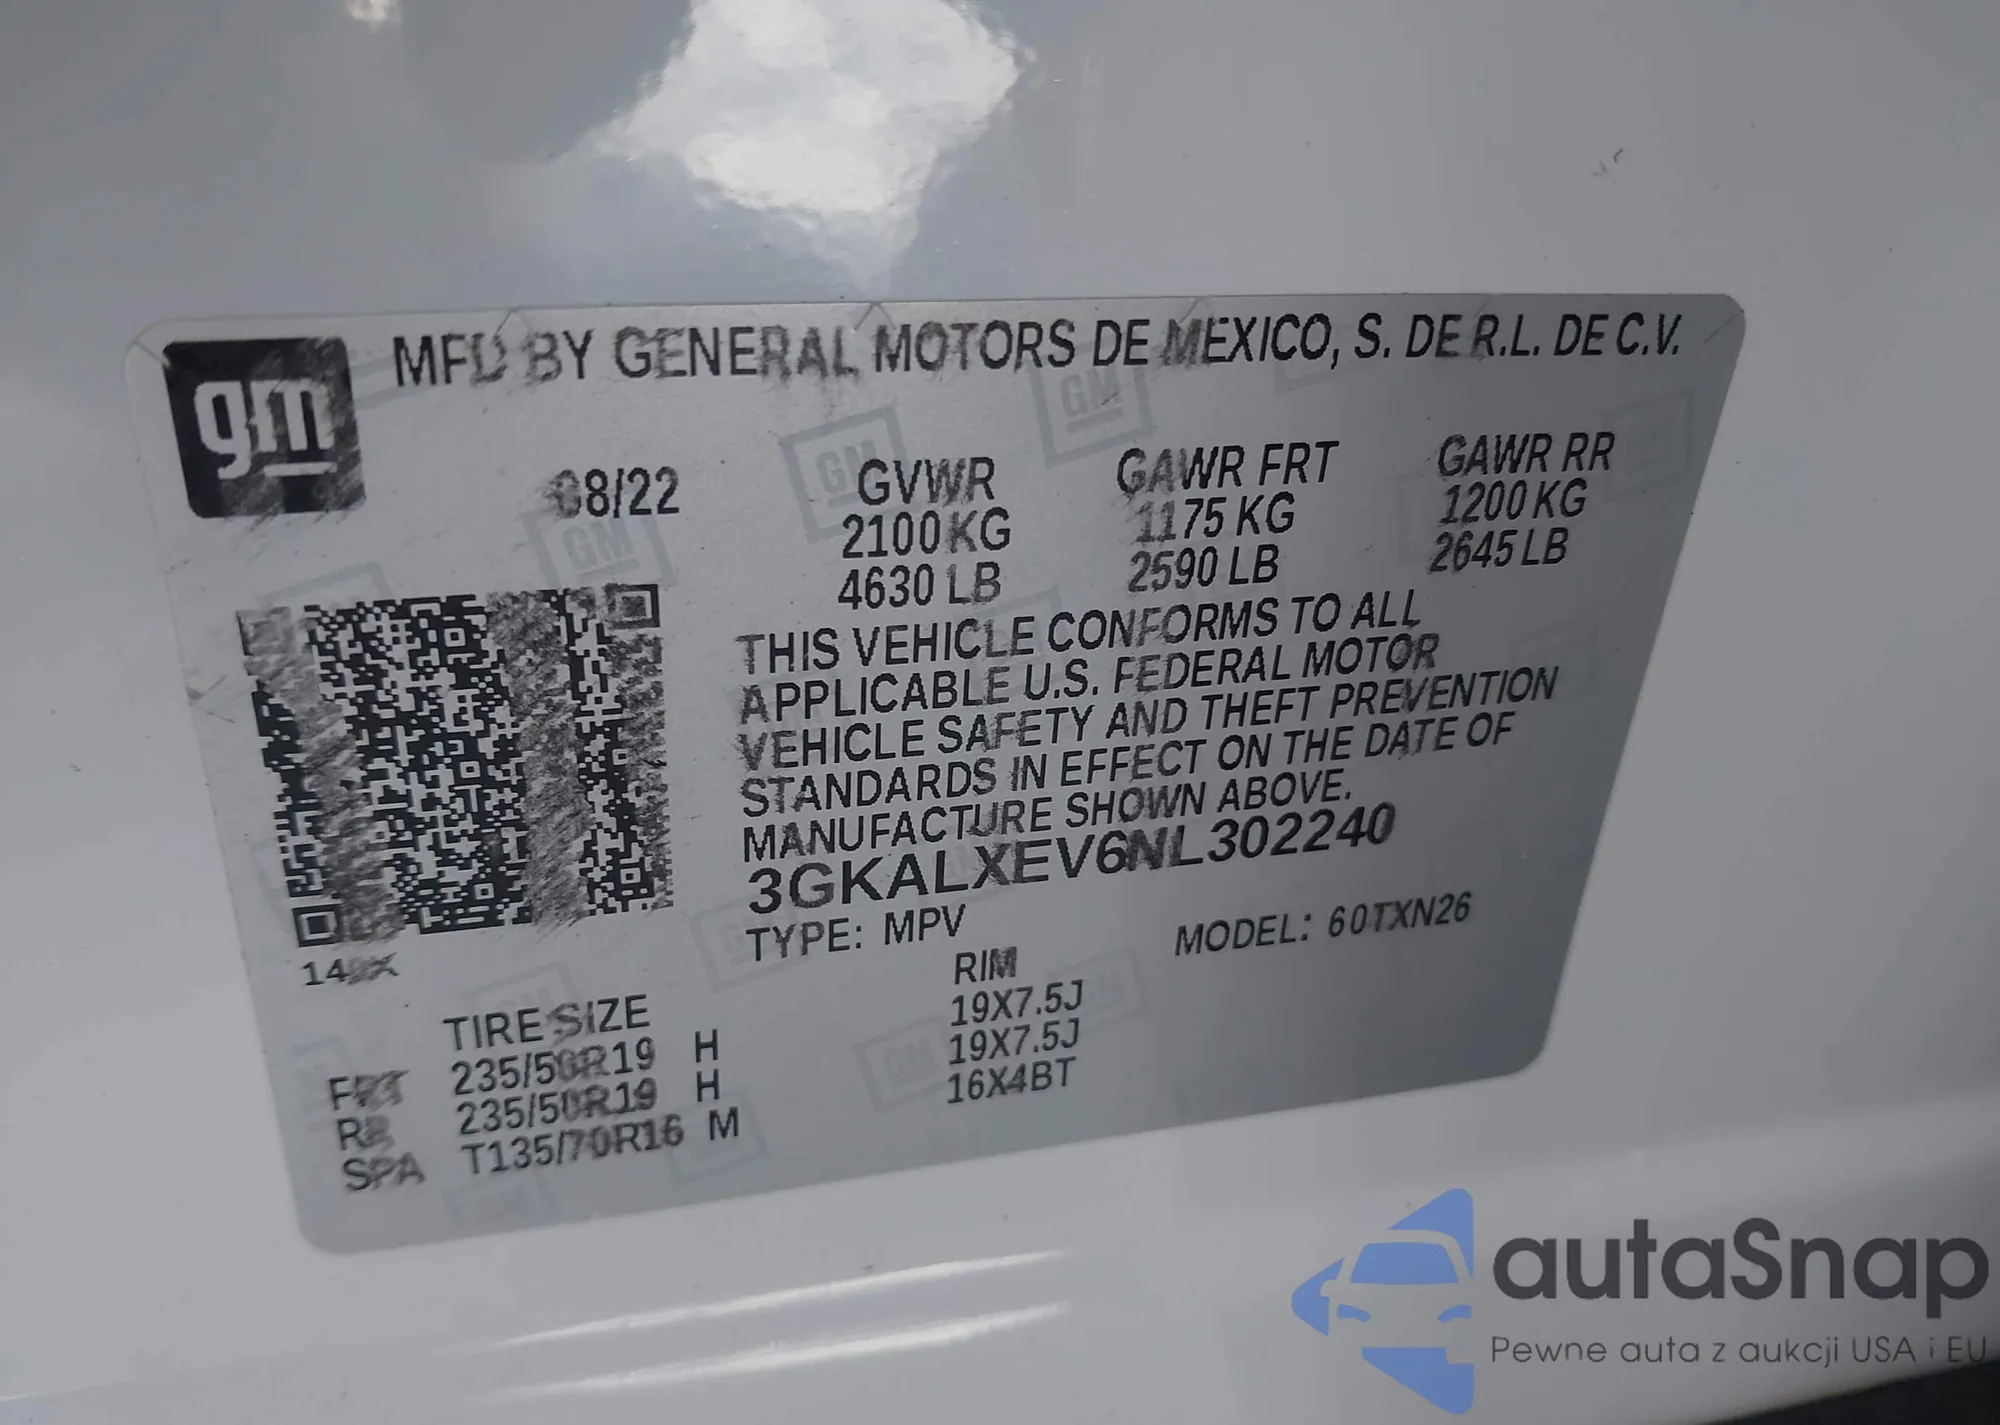 gm
MFD BY GENERAL MOTORS DE MEXICO, S. DE R.L. DE C.V.
08/22
GVWR
2100 KG
4630 LB
GAWR FRT
1175 KG
2590 LB
GAWR RR
1200 KG
2645 LB
THIS VEHICLE CONFORMS TO ALL
APPLICABLE U.S. FEDERAL MOTOR
VEHICLE SAFETY AND THEFT PREVENTION
STANDARDS IN EFFECT ON THE DATE OF
MANUFACTURE SHOWN ABOVE.
3GKALXEV6NL302240
TYPE: MPV MODEL: 60TXN26
TIRE SIZE RIM
FRT 235/50R19 H 19X7.5J
RR 235/50R19 H 19X7.5J
SPA T135/70R16 M 16X4BT
autaSnap
Pewne auta z aukcji USA i EU